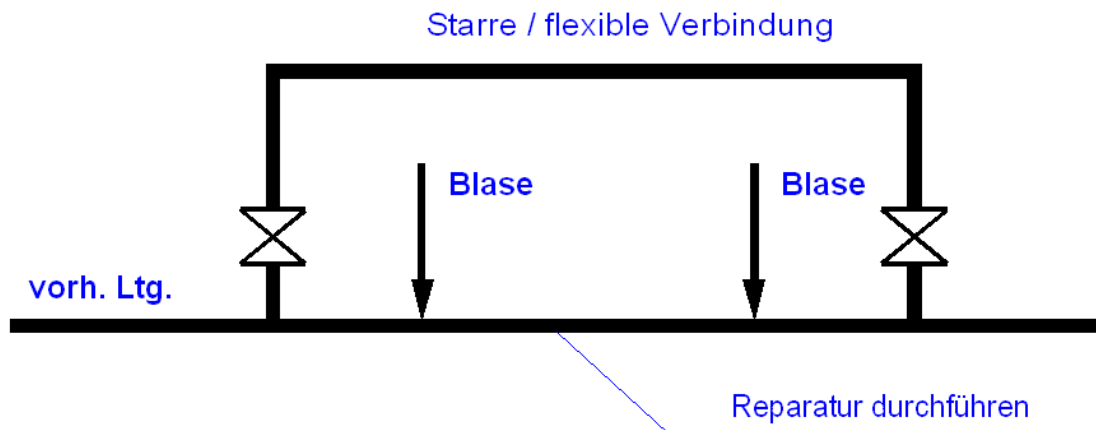 Starre / flexible Verbindung
Blase
Blase
vorh. Ltg.
Reparatur durchführen